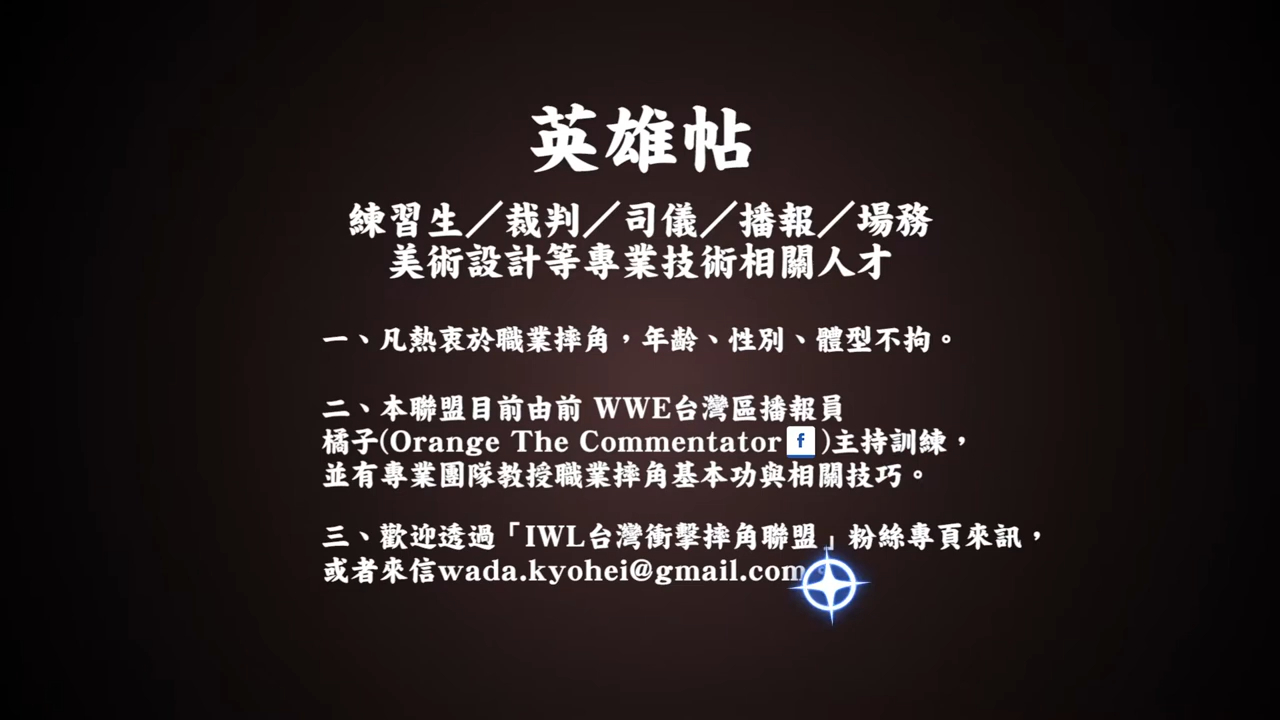 英雄帖
練習生／裁判／司儀／播報／場務
美術設計等專業技術相關人才
一、凡熱衷於職業摔角，年齡、性別、體型不拘。
二、本聯盟目前由前 WWE台灣區播報員
橘子(Orange The Commentator f )主持訓練，
並有專業團隊教授職業摔角基本功與相關技巧。
三、歡迎透過「IWL台灣衝擊摔角聯盟」粉絲專頁來訊，
或者來信wada.kyohei@gmail.com